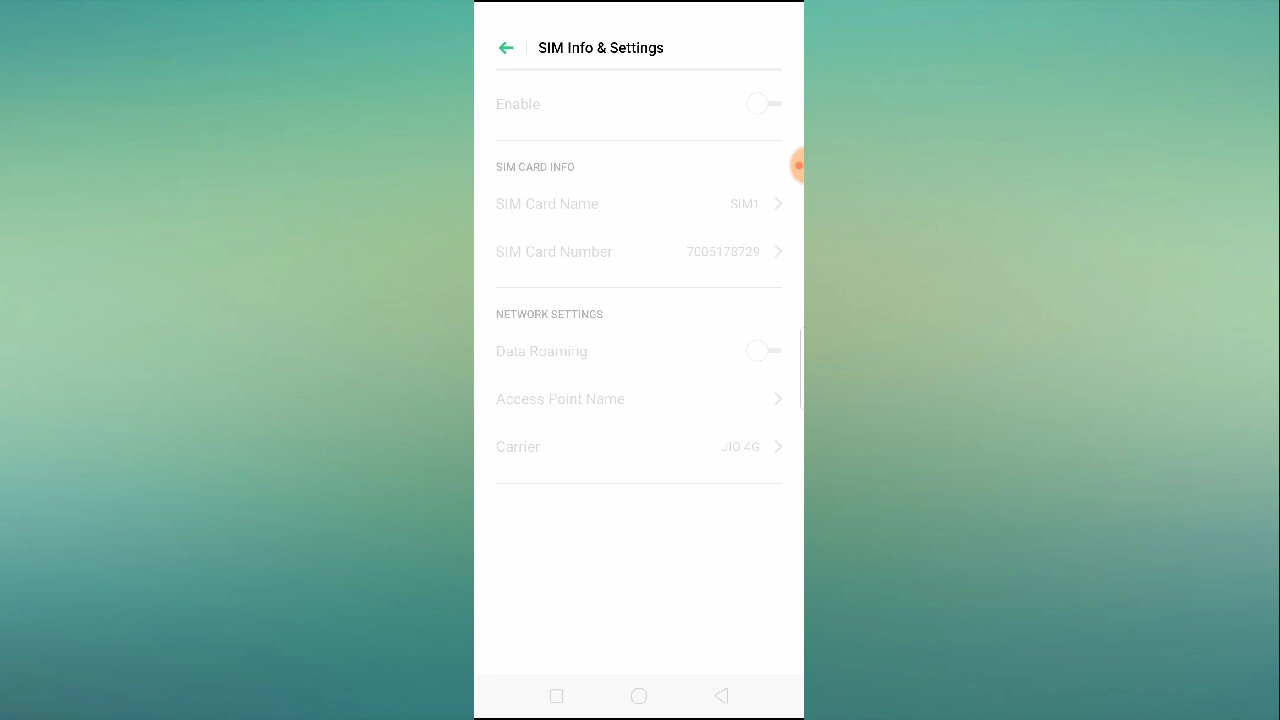 SIM Info & Settings
Enable
SIM CARD INFO
SIM Card Name SIM1
SIM Card Number 7005178729
NETWORK SETTINGS
Data Roaming
Access Point Name
Carrier JIO 4G